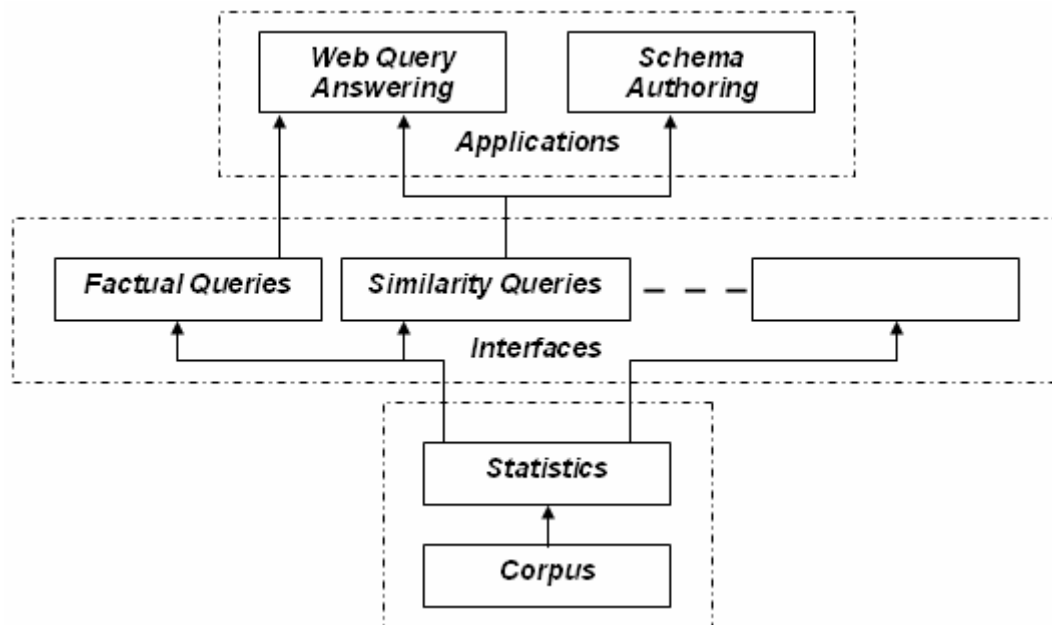 Web Query
Answering
Schema
Authoring
Applications
Factual Queries
Similarity Queries
Interfaces
Statistics
Corpus